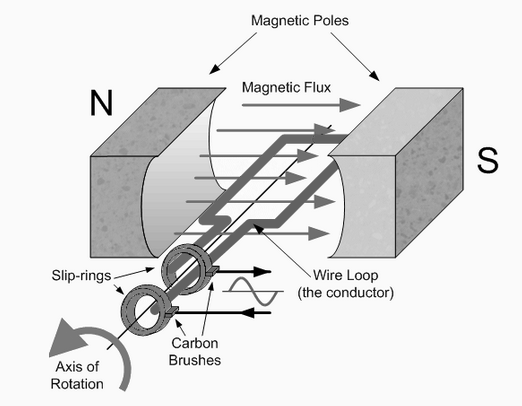 Magnetic Poles
N
Magnetic Flux
S
Slip-rings
Wire Loop
(the conductor)
Carbon
Brushes
Axis of
Rotation